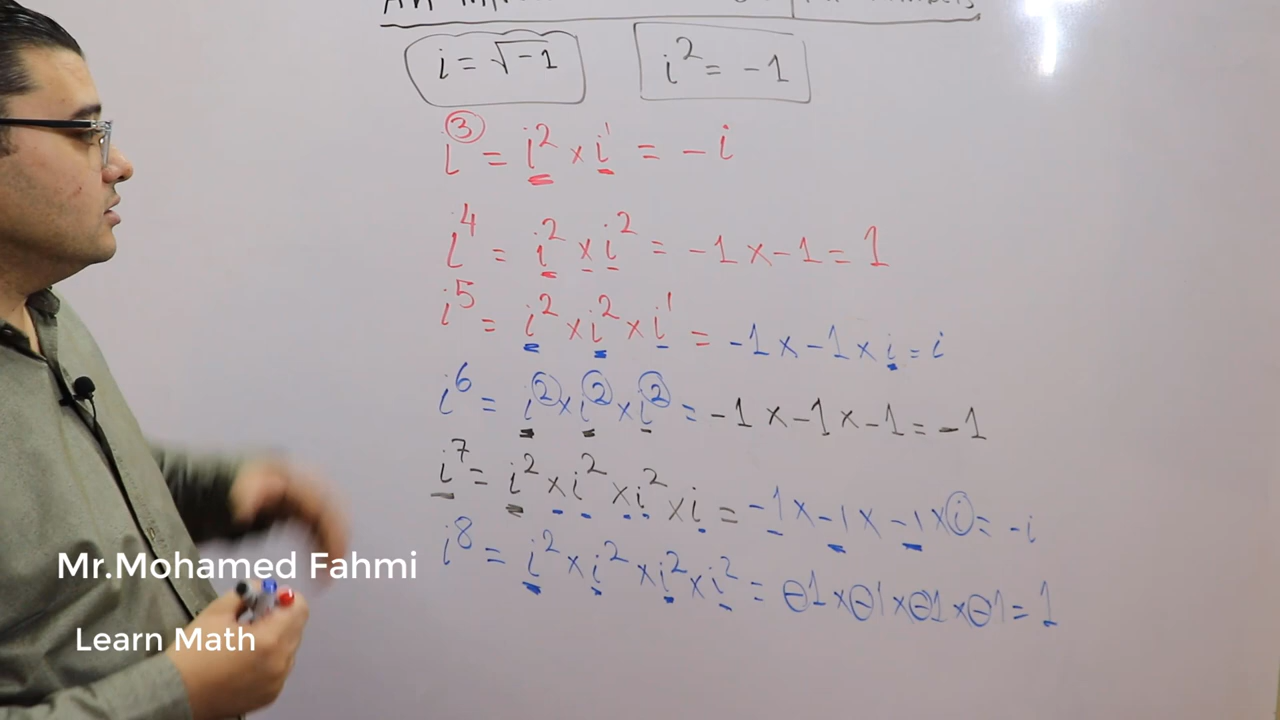 i = √-1 i² = -1
i³ = i² × i¹ = - i
i⁴ = i² × i² = -1 × -1 = 1
i⁵ = i² × i² × i¹ = -1 × -1 × i = i
i⁶ = i² × i² × i² = -1 × -1 × -1 = -1
i⁷ = i² × i² × i² × i = -1 × -1 × -1 × i = -i
i⁸ = i² × i² × i² × i² = -1 × -1 × -1 × -1 = 1
Mr.Mohamed Fahmi
Learn Math